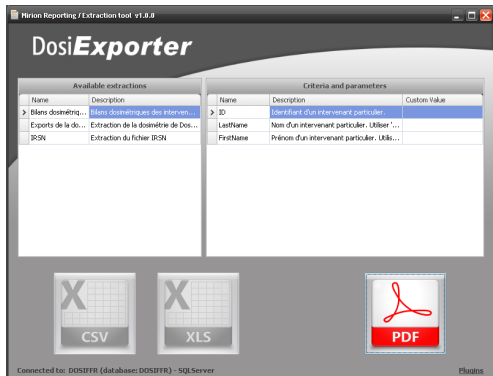 Mirion Reporting / Extraction tool v1.0.0
DosiExporter
Available extractions
Name Description
Bilans dosimétriq... Bilans dosimétriques des interven...
Exports de la do... Extraction de la dosimétrie de Dos...
IRSN Extraction du fichier IRSN
Criteria and parameters
Name Description Custom Value
ID Identifiant d'un intervenant particulier.
LastName Nom d'un intervenant particulier. Utiliser '...
FirstName Prénom d'un intervenant particulier. Utilis...
X CSV
X XLS
PDF
Connected to: DOSIFFR (database: DOSIFFR) - SQLServer
Plugins